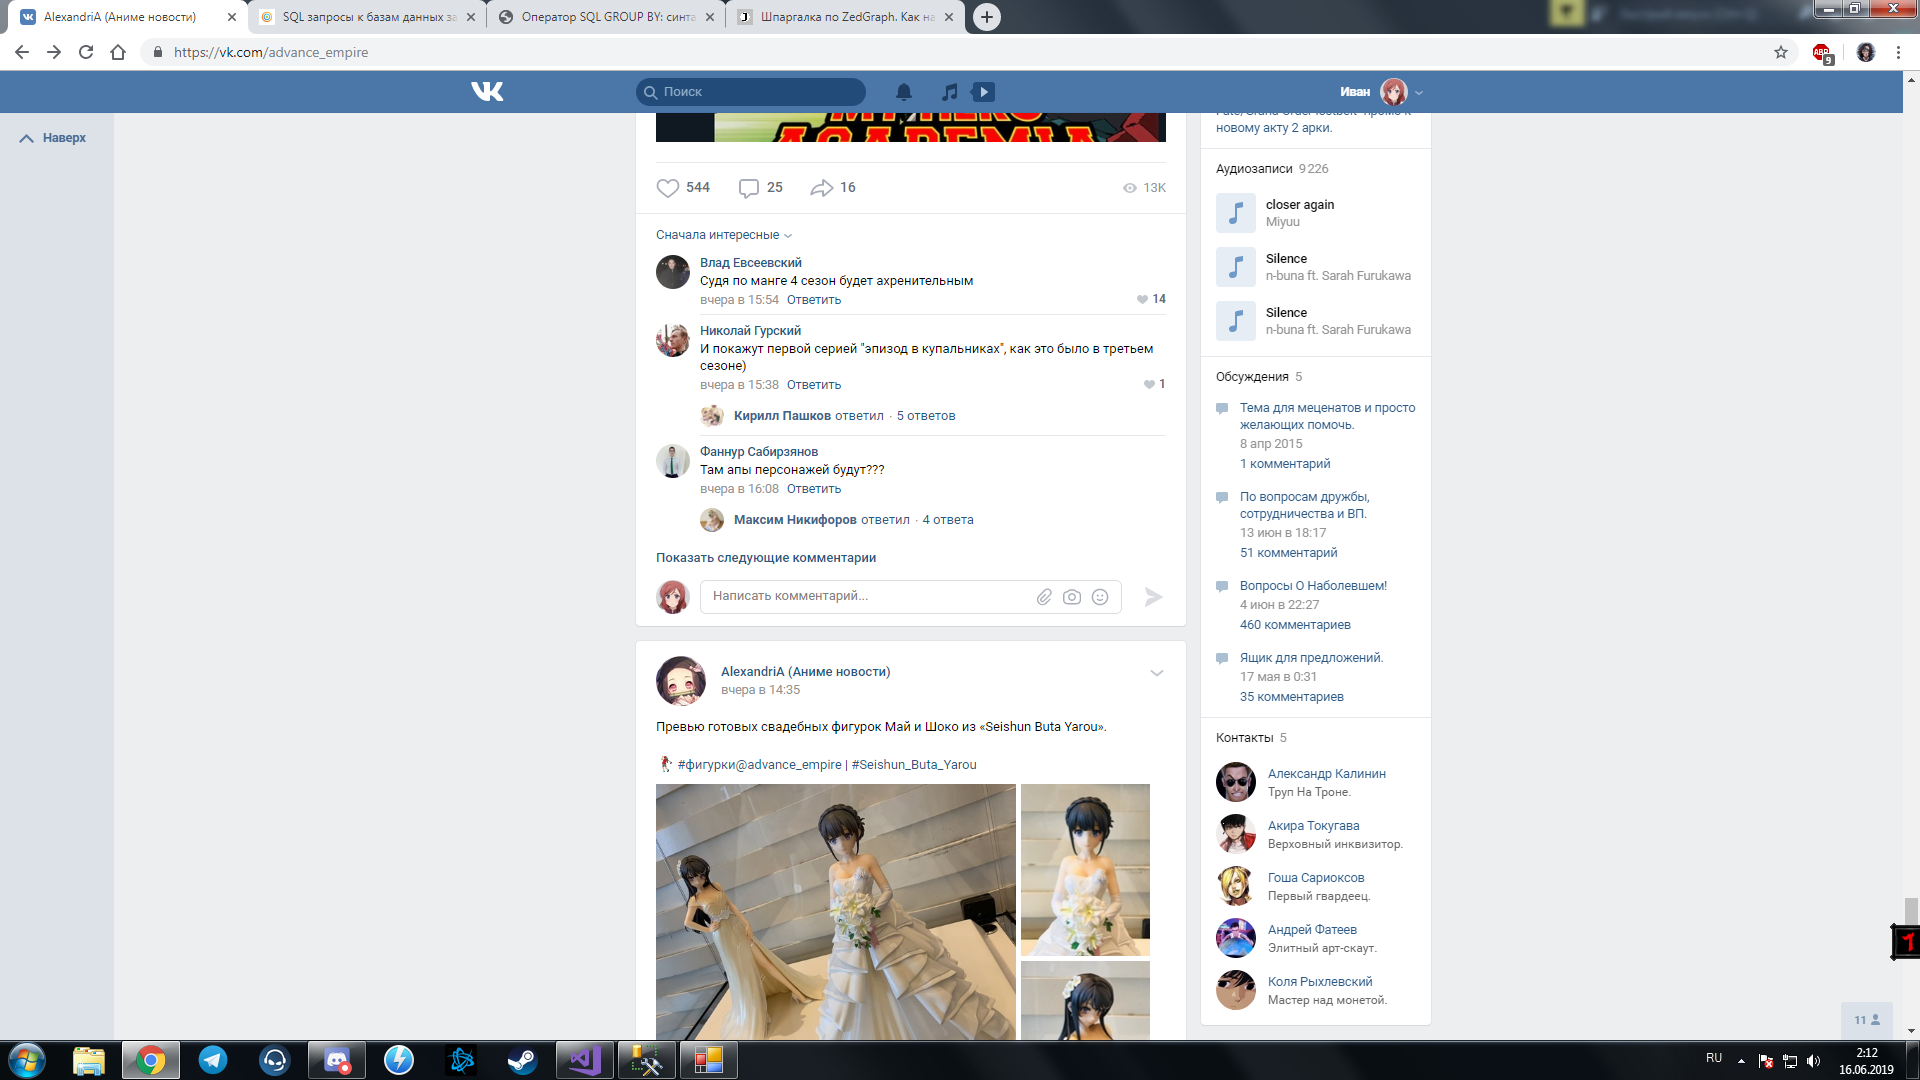 AlexandriA (Аниме новости)
SQL запросы к базам данных за
Оператор SQL GROUP BY: синта
Шпаргалка по ZedGraph. Как на
https://vk.com/advance_empire
ABP
9
Поиск
Иван
Наверх
MY HERO
ACADEMIA
544
25
16
13K
Сначала интересные
Влад Евсеевский
Судя по манге 4 сезон будет ахренительным
вчера в 15:54 Ответить
14
Николай Гурский
И покажут первой серией "эпизод в купальниках", как это было в третьем
сезоне)
вчера в 15:38 Ответить
1
Кирилл Пашков ответил · 5 ответов
Фаннур Сабирзянов
Там апы персонажей будут???
вчера в 16:08 Ответить
Максим Никифоров ответил · 4 ответа
Показать следующие комментарии
Написать комментарий...
AlexandriA (Аниме новости)
вчера в 14:35
Превью готовых свадебных фигурок Май и Шоко из «Seishun Buta Yarou».
#фигурки@advance_empire | #Seishun_Buta_Yarou
новому акту 2 арки.
Аудиозаписи 9 226
closer again
Miyuu
Silence
n-buna ft. Sarah Furukawa
Silence
n-buna ft. Sarah Furukawa
Обсуждения 5
Тема для меценатов и просто
желающих помочь.
8 апр 2015
1 комментарий
По вопросам дружбы,
сотрудничества и ВП.
13 июн в 18:17
51 комментарий
Вопросы О Наболевшем!
4 июн в 22:27
460 комментариев
Ящик для предложений.
17 мая в 0:31
35 комментариев
Контакты 5
Александр Калинин
Труп На Троне.
Акира Токугава
Верховный инквизитор.
Гоша Сариоксов
Первый гвардеец.
Андрей Фатеев
Элитный арт-скаут.
Коля Рыхлевский
Мастер над монетой.
1
11
RU
2:12
16.06.2019